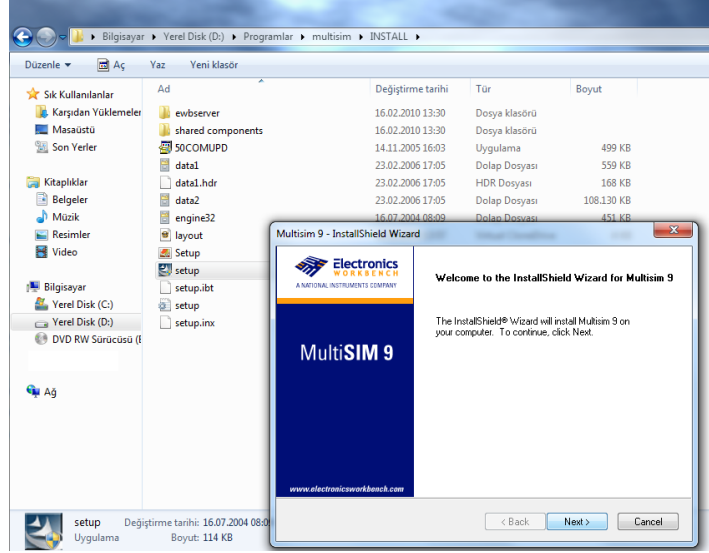 Bilgisayar ▸ Yerel Disk (D:) ▸ Programlar ▸ multisim ▸ INSTALL ▸
Düzenle ▾ Aç Yaz Yeni klasör
Sık Kullanılanlar
Karşıdan Yüklemeler
Masaüstü
Son Yerler
Kitaplıklar
Belgeler
Müzik
Resimler
Video
Bilgisayar
Yerel Disk (C:)
Yerel Disk (D:)
DVD RW Sürücüsü (E
Ağ
Ad Değiştirme tarihi Tür Boyut
ewbserver 16.02.2010 13:30 Dosya klasörü
shared components 16.02.2010 13:30 Dosya klasörü
50COMUPD 14.11.2005 16:03 Uygulama 499 KB
data1 23.02.2006 17:05 Dolap Dosyası 559 KB
data1.hdr 23.02.2006 17:05 HDR Dosyası 168 KB
data2 23.02.2006 17:05 Dolap Dosyası 108.130 KB
engine32 16.07.2004 08:09 Dolap Dosyası 451 KB
layout
Setup
setup
setup.ibt
setup
setup.inx
Multisim 9 - InstallShield Wizard
Electronics
WORKBENCH
A NATIONAL INSTRUMENTS COMPANY
MultiSIM 9
www.electronicsworkbench.com
Welcome to the InstallShield Wizard for Multisim 9
The InstallShield® Wizard will install Multisim 9 on
your computer. To continue, click Next.
< Back Next > Cancel
setup Değiştirme tarihi: 16.07.2004 08:0
Uygulama Boyut: 114 KB